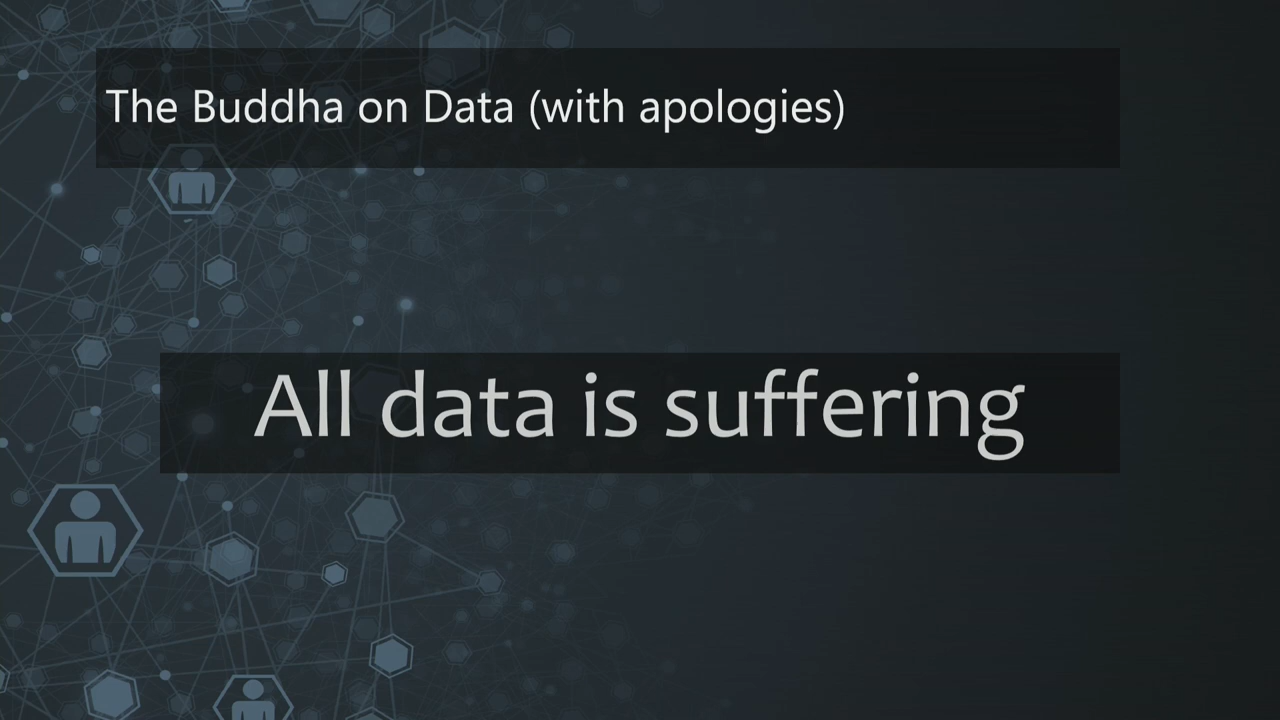 The Buddha on Data (with apologies)
All data is suffering